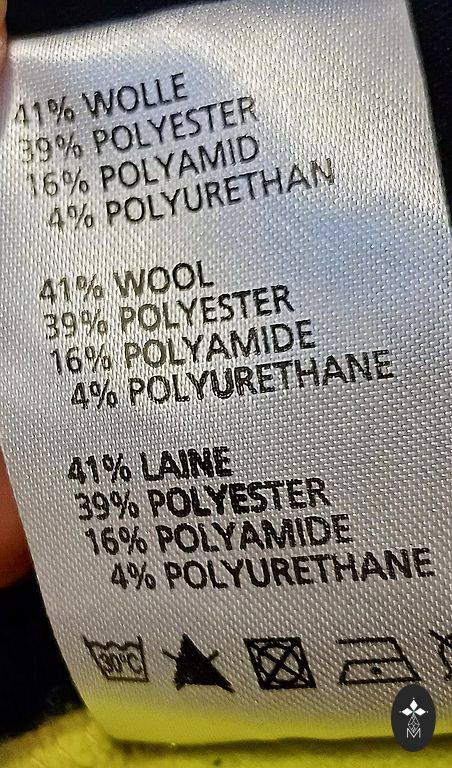 41% WOLLE
39% POLYESTER
16% POLYAMID
4% POLYURETHAN
41% WOOL
39% POLYESTER
16% POLYAMIDE
4% POLYURETHANE
41% LAINE
39% POLYESTER
16% POLYAMIDE
4% POLYURETHANE
30°C
M